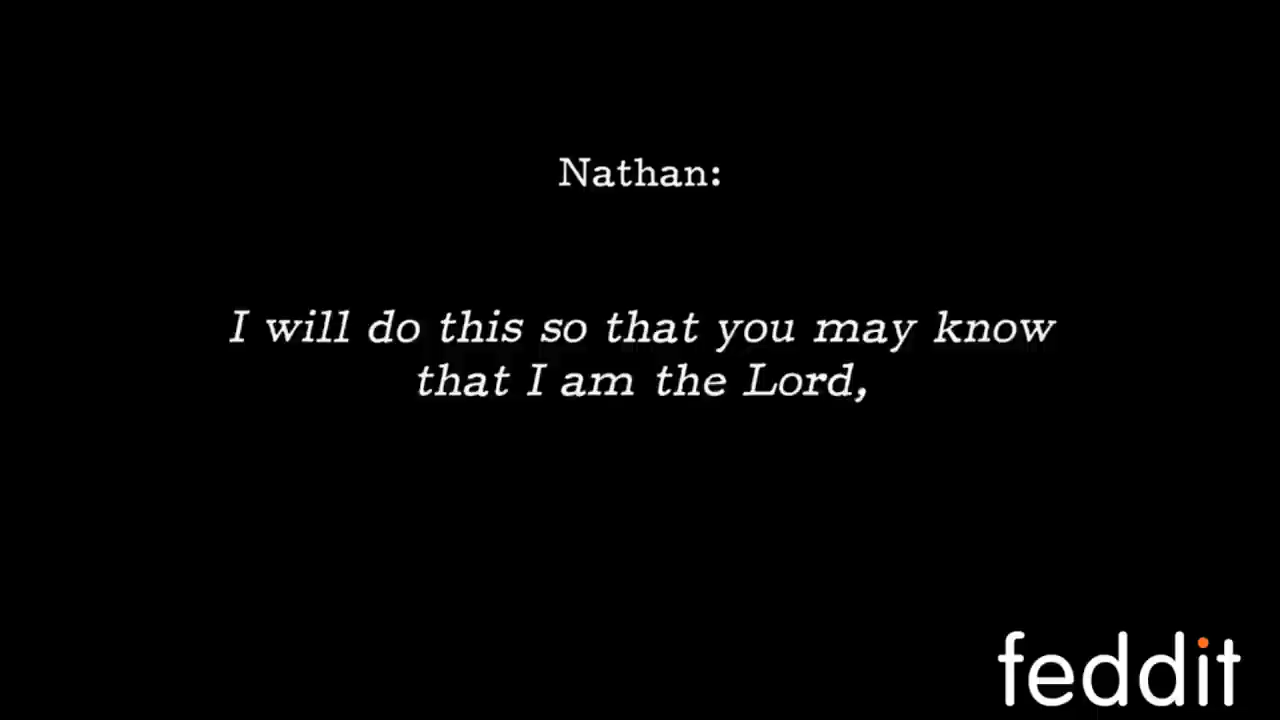 Nathan:
I will do this so that you may know
that I am the Lord,
feddit